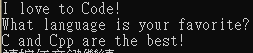 I love to Code!
What language is your favorite?
C and Cpp are the best!